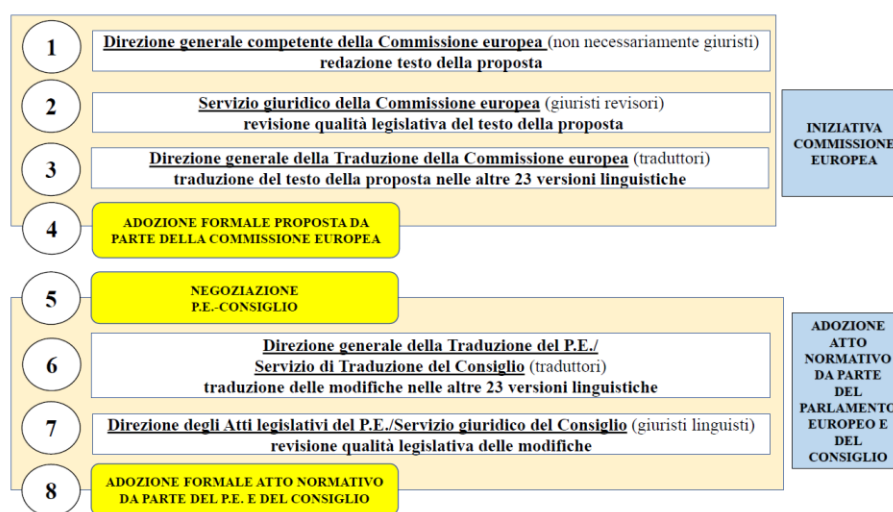 1
Direzione generale competente della Commissione europea (non necessariamente giuristi)
redazione testo della proposta
2
Servizio giuridico della Commissione europea (giuristi revisori)
revisione qualità legislativa del testo della proposta
3
Direzione generale della Traduzione della Commissione europea (traduttori)
traduzione del testo della proposta nelle altre 23 versioni linguistiche
4
ADOZIONE FORMALE PROPOSTA DA
PARTE DELLA COMMISSIONE EUROPEA
INIZIATIVA
COMMISSIONE
EUROPEA
5
NEGOZIAZIONE
P.E.-CONSIGLIO
6
Direzione generale della Traduzione del P.E./
Servizio di Traduzione del Consiglio (traduttori)
traduzione delle modifiche nelle altre 23 versioni linguistiche
7
Direzione degli Atti legislativi del P.E./Servizio giuridico del Consiglio (giuristi linguisti)
revisione qualità legislativa delle modifiche
8
ADOZIONE FORMALE ATTO NORMATIVO
DA PARTE DEL P.E. E DEL CONSIGLIO
ADOZIONE
ATTO
NORMATIVO
DA PARTE
DEL
PARLAMENTO
EUROPEO E
DEL
CONSIGLIO